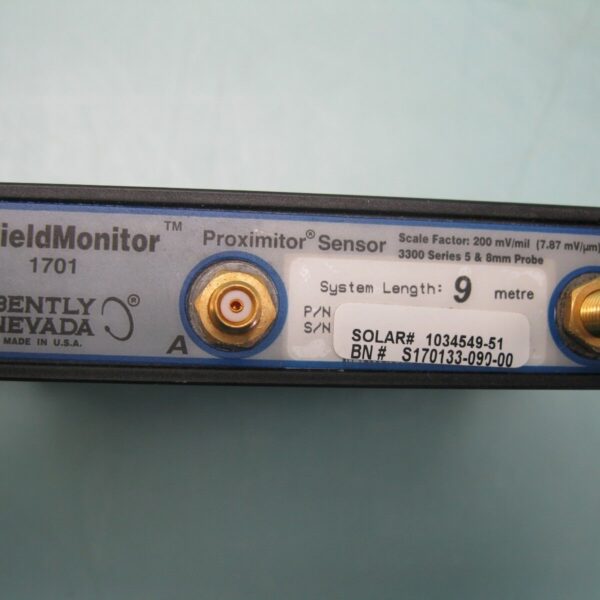 ieldMonitor™
1701
BENTLY
NEVADA®
MADE IN U.S.A.
A
Proximitor® Sensor
Scale Factor: 200 mV/mil (7.87 mV/µm)
3300 Series 5 & 8mm Probe
System Length: 9 metre
P/N
S/N
SOLAR# 1034549-51
BN # S170133-090-00